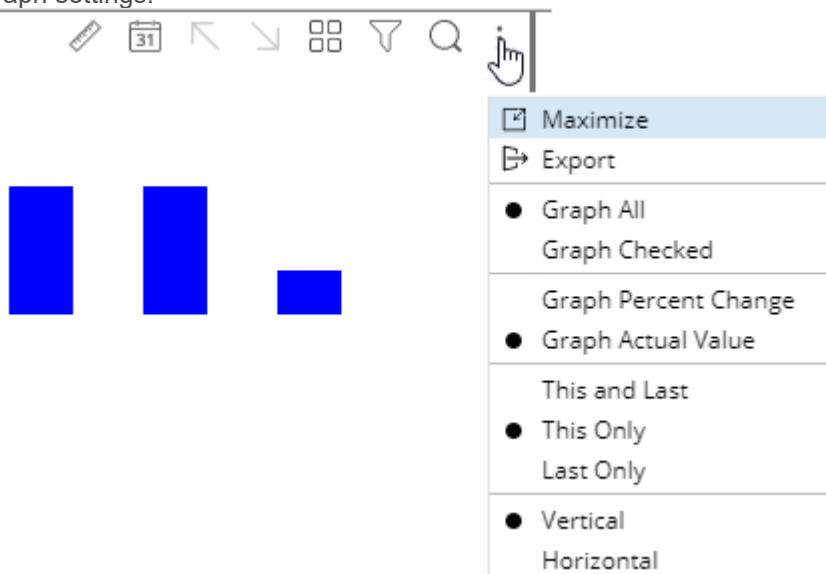 settings.
31
Maximize
Export
Graph All
Graph Checked
Graph Percent Change
Graph Actual Value
This and Last
This Only
Last Only
Vertical
Horizontal